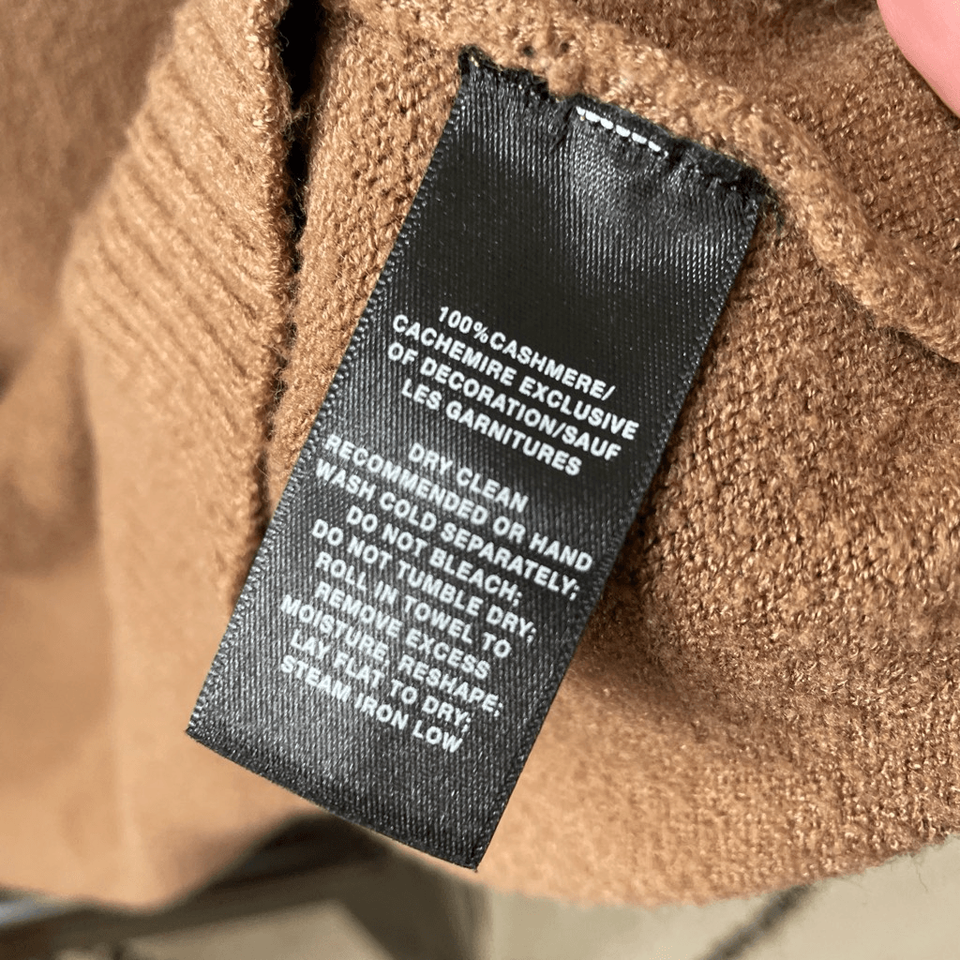 100%CASHMERE/
CACHEMIRE EXCLUSIVE
OF DECORATION/SAUF
LES GARNITURES
DRY CLEAN
RECOMMENDED OR HAND
WASH COLD SEPARATELY;
DO NOT BLEACH;
DO NOT TUMBLE DRY;
ROLL IN TOWEL TO
REMOVE EXCESS
MOISTURE, RESHAPE;
LAY FLAT TO DRY;
STEAM IRON LOW